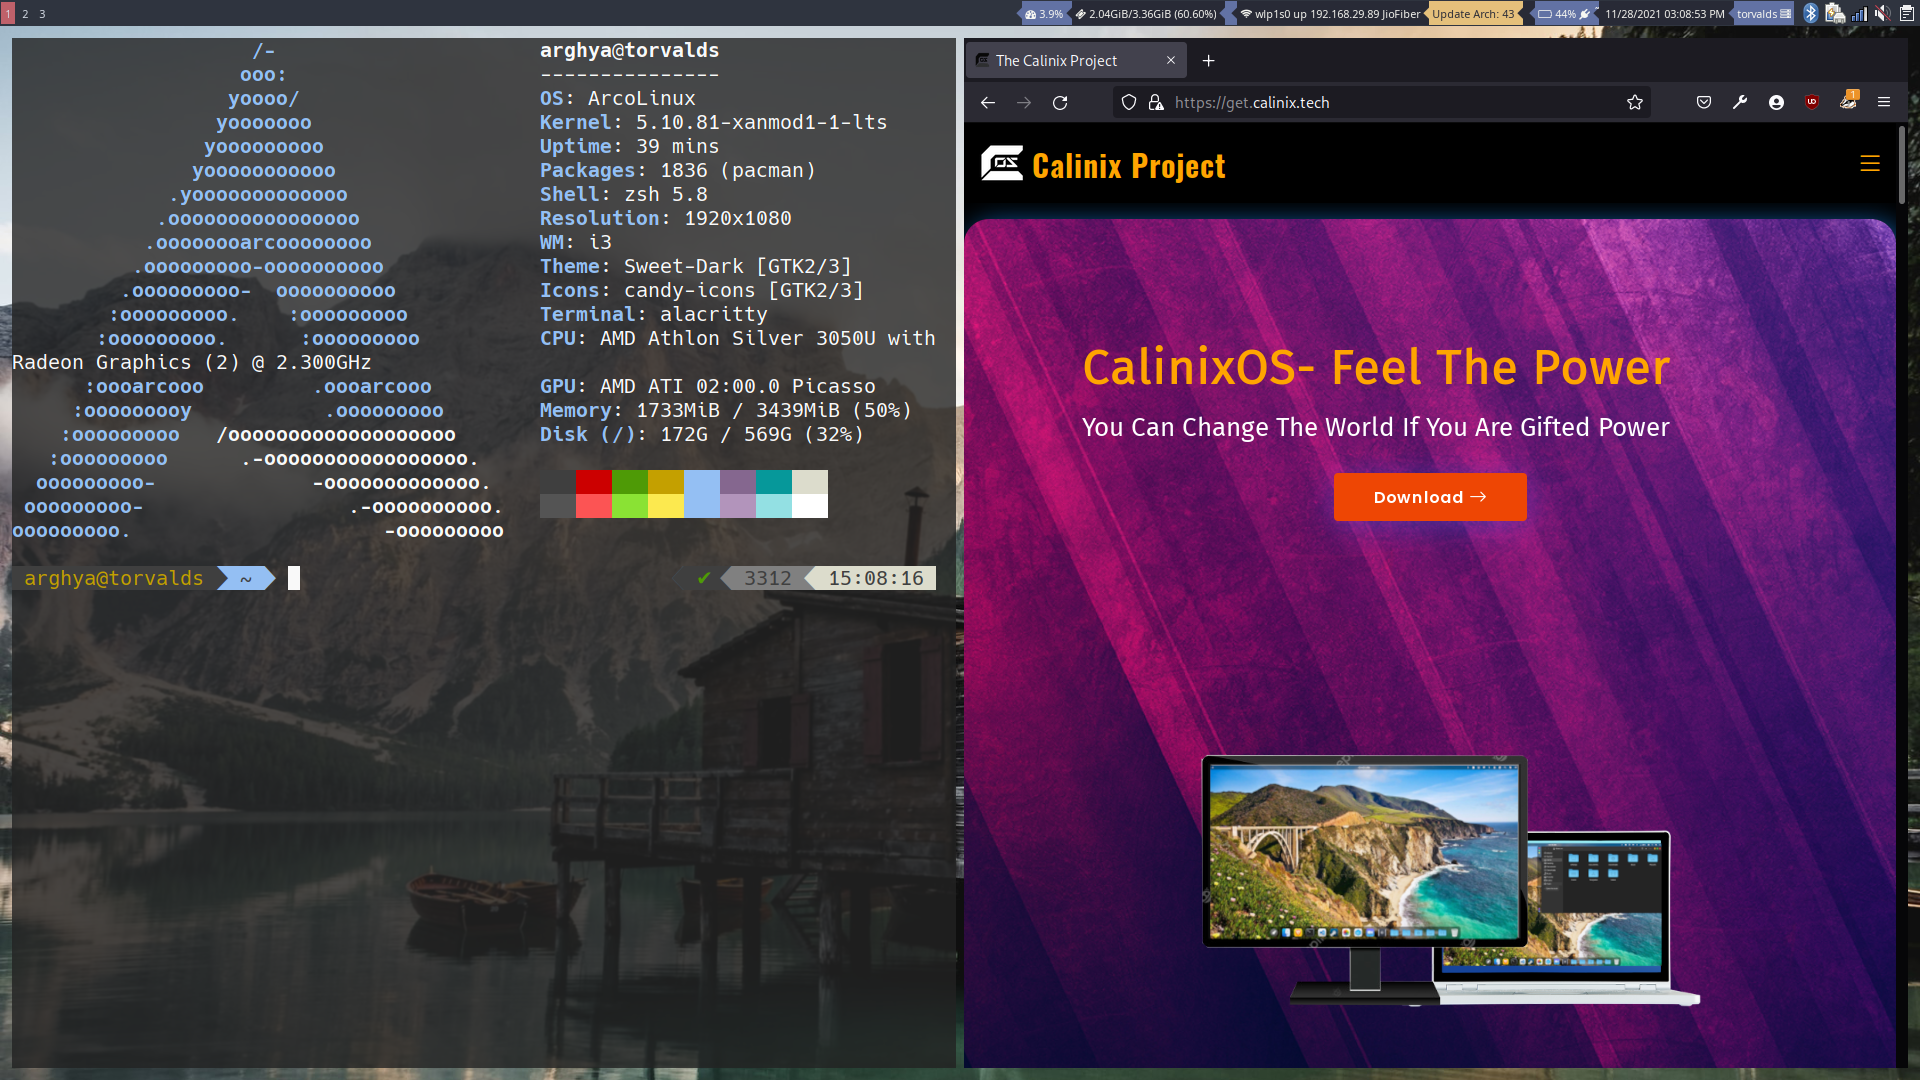 1 2 3
3.9% 2.04GiB/3.36GiB (60.60%) wlp1s0 up 192.168.29.89 JioFiber Update Arch: 43 44% 11/28/2021 03:08:53 PM torvalds
/-
ooo:
yoooo/
yooooooo
yooooooooo
yooooooooooo
.yooooooooooooo
.ooooooooooooooo
.oooooooarcoooooooo
.ooooooooo-oooooooooo
.ooooooooo-  oooooooooo
:ooooooooo.    :ooooooooo
:ooooooooo.      :ooooooooo
arghya@torvalds
---------------
OS: ArcoLinux
Kernel: 5.10.81-xanmod1-1-lts
Uptime: 39 mins
Packages: 1836 (pacman)
Shell: zsh 5.8
Resolution: 1920x1080
WM: i3
Theme: Sweet-Dark [GTK2/3]
Icons: candy-icons [GTK2/3]
Terminal: alacritty
CPU: AMD Athlon Silver 3050U with
Radeon Graphics (2) @ 2.300GHz
:oooarcooo         .oooarcooo
:ooooooooy           .ooooooooo
:ooooooooo   /ooooooooooooooooooo
:ooooooooo      .-ooooooooooooooooo.
ooooooooo-             -ooooooooooooo.
ooooooooo-                 .-oooooooooo.
ooooooooo.                     -ooooooooo
GPU: AMD ATI 02:00.0 Picasso
Memory: 1733MiB / 3439MiB (50%)
Disk (/): 172G / 569G (32%)
arghya@torvalds ~ ✔ 3312 15:08:16
The Calinix Project
https://get.calinix.tech
UD
1
OS Calinix Project
CalinixOS- Feel The Power
You Can Change The World If You Are Gifted Power
Download →